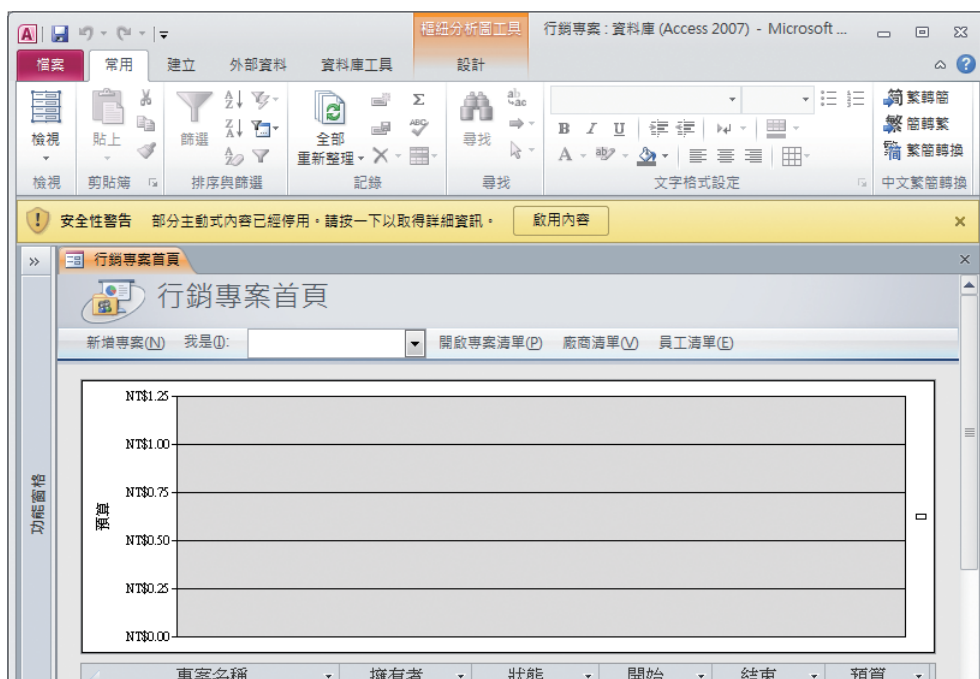 樞紐分析圖工具 行銷專案 : 資料庫 (Access 2007) - Microsoft ...
檔案 常用 建立 外部資料 資料庫工具 設計
檢視 貼上 篩選 全部重新整理 尋找 B I U A 簡 繁轉簡
繁 簡轉繁
繁簡轉換
檢視 剪貼簿 排序與篩選 記錄 尋找 文字格式設定 中文繁簡轉換
安全性警告 部分主動式內容已經停用。請按一下以取得詳細資訊。 啟用內容
行銷專案首頁
行銷專案首頁
新增專案(N) 我是(I): 開啟專案清單(P) 廠商清單(V) 員工清單(E)
NT$1.25
NT$1.00
NT$0.75
NT$0.50
NT$0.25
NT$0.00
預算
功能窗格
專案名稱 擁有者 狀態 開始 結束 預算